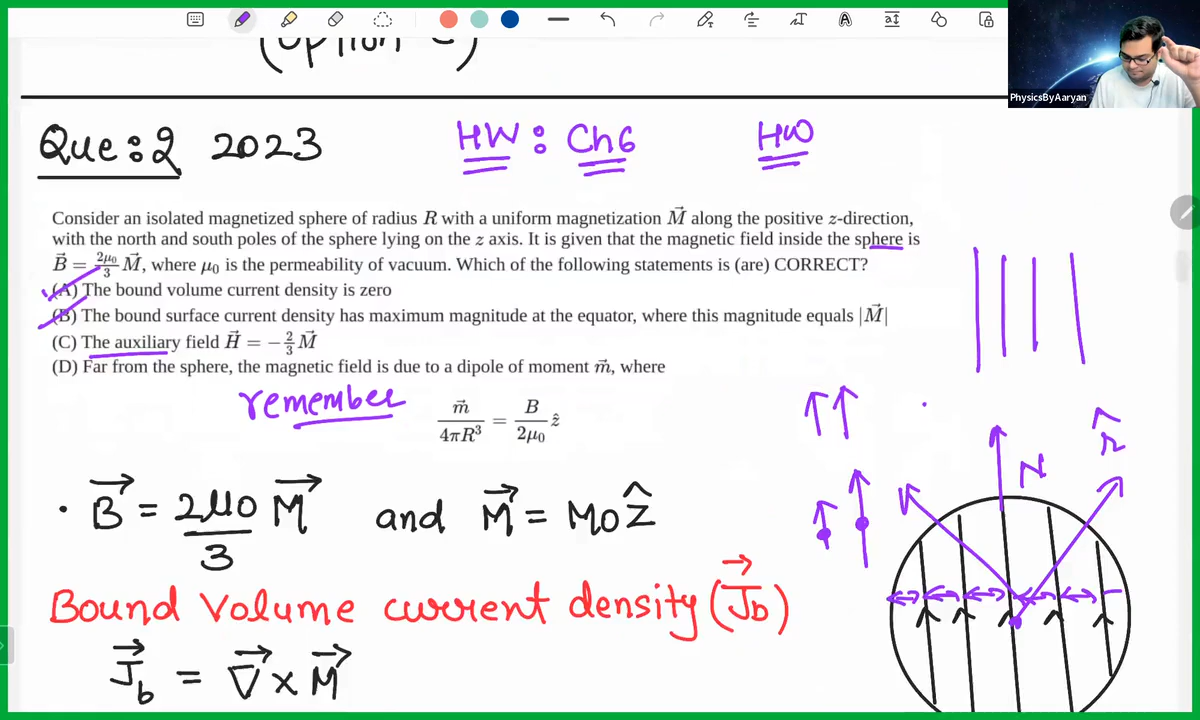 (Option C)
PhysicsByAaryan
Que:2 2023 HW : Ch6 HW
Consider an isolated magnetized sphere of radius R with a uniform magnetization M⃗ along the positive z-direction,
with the north and south poles of the sphere lying on the z axis. It is given that the magnetic field inside the sphere is
B⃗ = 2μ₀/3 M⃗, where μ₀ is the permeability of vacuum. Which of the following statements is (are) CORRECT?
(A) The bound volume current density is zero
(B) The bound surface current density has maximum magnitude at the equator, where this magnitude equals |M⃗|
(C) The auxiliary field H⃗ = −2/3 M⃗
(D) Far from the sphere, the magnetic field is due to a dipole of moment m⃗, where
remember
m⃗/4πR³ = B/2μ₀ ẑ
N r̂
· B⃗ = 2μ₀/3 M⃗ and M⃗ = M₀ẑ
Bound Volume current density (J⃗b)
J⃗b = ∇⃗ × M⃗